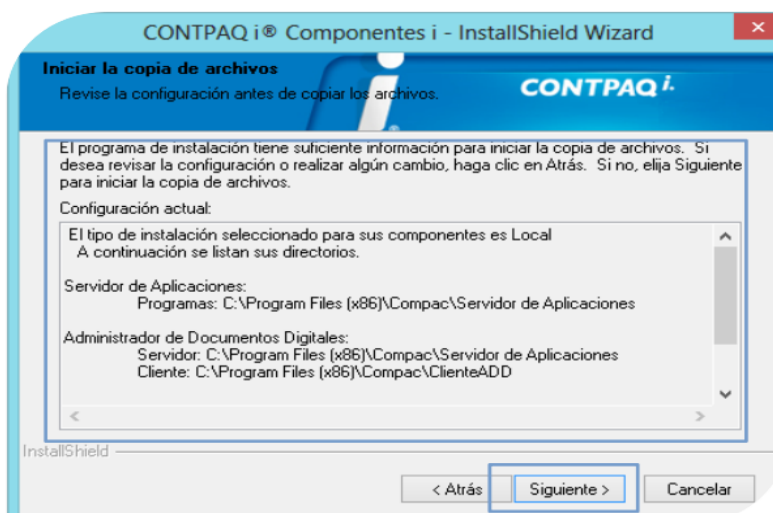 CONTPAQ i® Componentes i - InstallShield Wizard
Iniciar la copia de archivos
Revise la configuración antes de copiar los archivos.
CONTPAQ i.
El programa de instalación tiene suficiente información para iniciar la copia de archivos. Si
desea revisar la configuración o realizar algún cambio, haga clic en Atrás. Si no, elija Siguiente
para iniciar la copia de archivos.
Configuración actual:
El tipo de instalación seleccionado para sus componentes es Local
A continuación se listan sus directorios.
Servidor de Aplicaciones:
Programas: C:\Program Files (x86)\Compac\Servidor de Aplicaciones
Administrador de Documentos Digitales:
Servidor: C:\Program Files (x86)\Compac\Servidor de Aplicaciones
Cliente: C:\Program Files (x86)\Compac\ClienteADD
InstallShield
< Atrás
Siguiente >
Cancelar